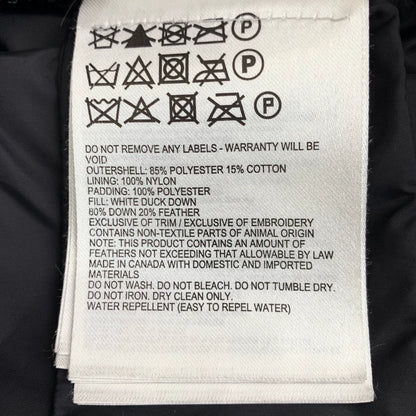 P
P
P
DO NOT REMOVE ANY LABELS - WARRANTY WILL BE
VOID
OUTERSHELL: 85% POLYESTER 15% COTTON
LINING: 100% NYLON
PADDING: 100% POLYESTER
FILL: WHITE DUCK DOWN
80% DOWN 20% FEATHER
EXCLUSIVE OF TRIM / EXCLUSIVE OF EMBROIDERY
CONTAINS NON-TEXTILE PARTS OF ANIMAL ORIGIN
NOTE: THIS PRODUCT CONTAINS AN AMOUNT OF
FEATHERS NOT EXCEEDING THAT ALLOWABLE BY LAW
MADE IN CANADA WITH DOMESTIC AND IMPORTED
MATERIALS
DO NOT WASH. DO NOT BLEACH. DO NOT TUMBLE DRY.
DO NOT IRON. DRY CLEAN ONLY.
WATER REPELLENT (EASY TO REPEL WATER)